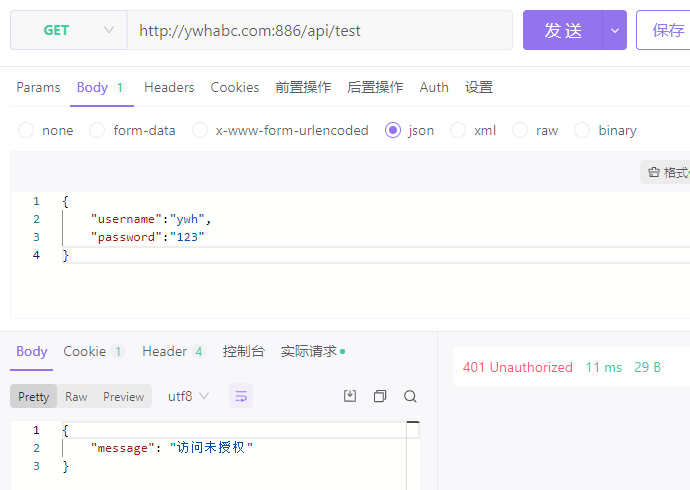 GET http://ywhabc.com:886/api/test 发 送 保存
Params Body 1 Headers Cookies 前置操作 后置操作 Auth 设置
none form-data x-www-form-urlencoded json xml raw binary
1 {
2 "username":"ywh",
3 "password":"123"
4 }
Body Cookie 1 Header 4 控制台 实际请求
401 Unauthorized 11 ms 29 B
Pretty Raw Preview utf8
1 {
2 "message": "访问未授权"
3 }